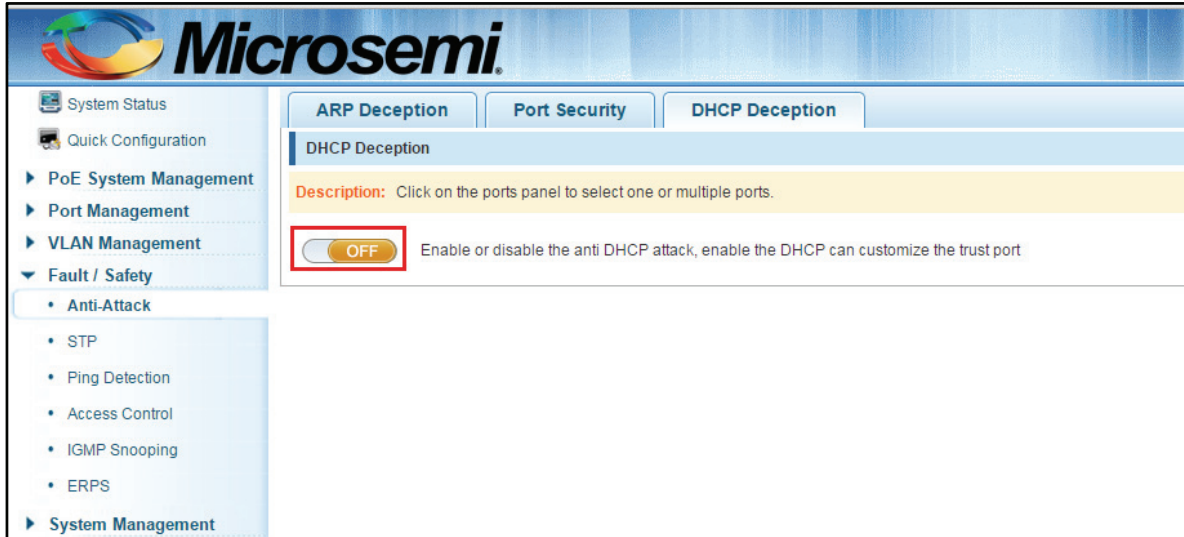 Microsemi.
System Status
Quick Configuration
PoE System Management
Port Management
VLAN Management
Fault / Safety
• Anti-Attack
• STP
• Ping Detection
• Access Control
• IGMP Snooping
• ERPS
System Management
ARP Deception Port Security DHCP Deception
DHCP Deception
Description: Click on the ports panel to select one or multiple ports.
OFF Enable or disable the anti DHCP attack, enable the DHCP can customize the trust port